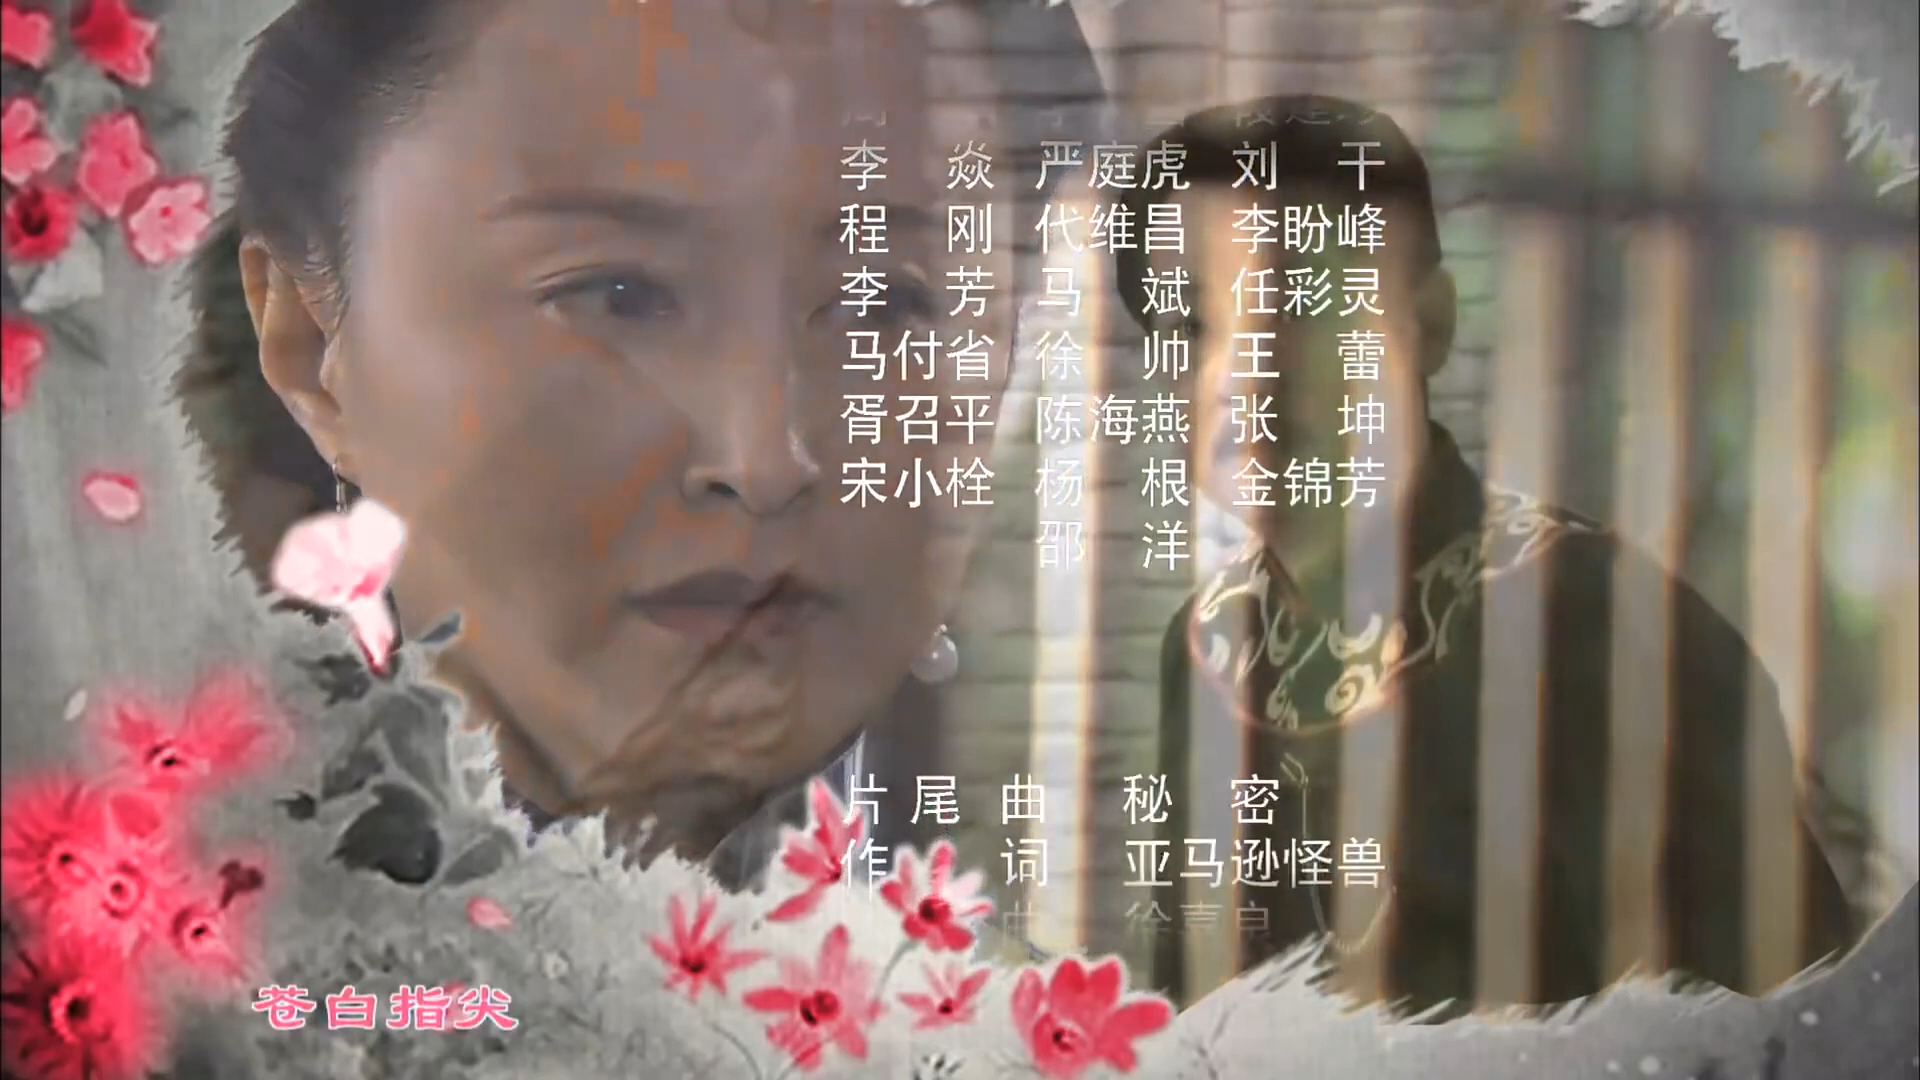 李焱 严庭虎 刘干
程刚 代维昌 李盼峰
李芳 马斌 任彩灵
马付省 徐帅 王蕾
胥召平 陈海燕 张坤
宋小栓 杨根 金锦芳
邵洋
片尾曲 秘密
作词 亚马逊怪兽
苍白指尖